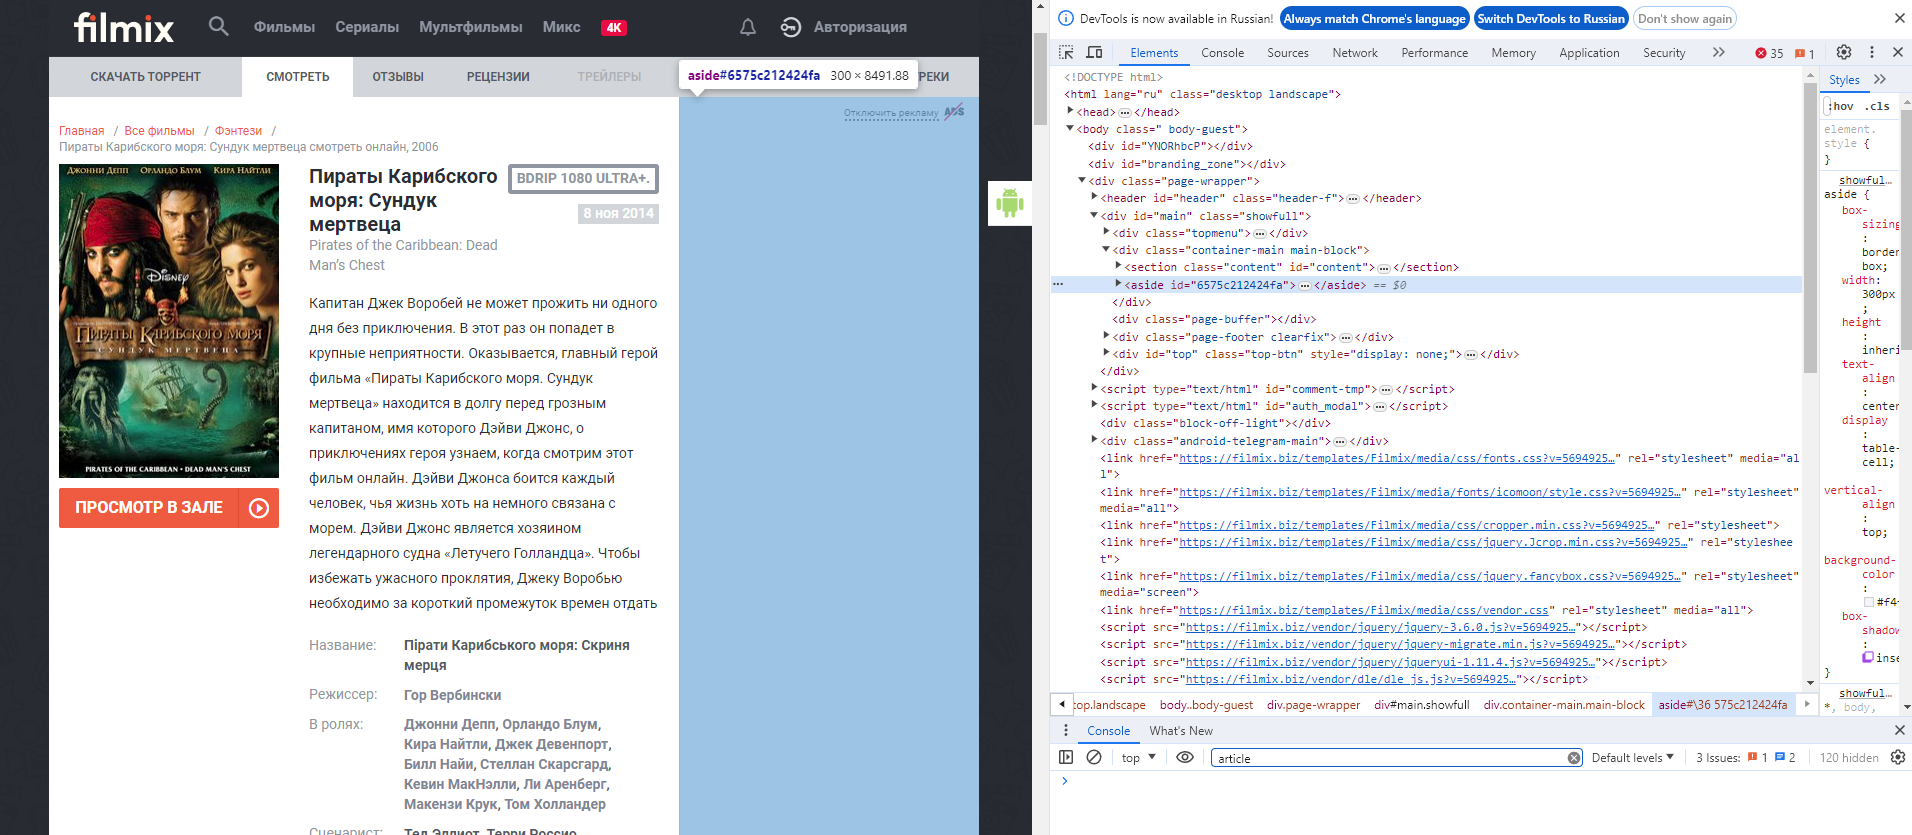 filmix
Фильмы Сериалы Мультфильмы Микс 4K Авторизация
СКАЧАТЬ ТОРРЕНТ СМОТРЕТЬ ОТЗЫВЫ РЕЦЕНЗИИ ТРЕЙЛЕРЫ РЕКИ
aside#6575c212424fa 300 × 8491.88
Отключить рекламу ADS
Главная / Все фильмы / Фэнтези /
Пираты Карибского моря: Сундук мертвеца смотреть онлайн, 2006
ДЖОННИ ДЕПП ОРЛАНДО БЛУМ КИРА НАЙТЛИ
DISNEY
ПИРАТЫ КАРИБСКОГО МОРЯ
СУНДУК МЕРТВЕЦА
PIRATES OF THE CARIBBEAN • DEAD MAN'S CHEST
ПРОСМОТР В ЗАЛЕ
Пираты Карибского
моря: Сундук
мертвеца
BDRIP 1080 ULTRA+.
8 ноя 2014
Pirates of the Caribbean: Dead
Man's Chest
Капитан Джек Воробей не может прожить ни одного
дня без приключения. В этот раз он попадет в
крупные неприятности. Оказывается, главный герой
фильма «Пираты Карибского моря. Сундук
мертвеца» находится в долгу перед грозным
капитаном, имя которого Дэйви Джонс, о
приключениях героя узнаем, когда смотрим этот
фильм онлайн. Дэйви Джонса боится каждый
человек, чья жизнь хоть на немного связана с
морем. Дэйви Джонс является хозяином
легендарного судна «Летучего Голландца». Чтобы
избежать ужасного проклятия, Джеку Воробью
необходимо за короткий промежуток времен отдать
Название: Пірати Карибського моря: Скриня
мерця
Режиссер: Гор Вербински
В ролях: Джонни Депп, Орландо Блум,
Кира Найтли, Джек Девенпорт,
Билл Найи, Стеллан Скарсгард,
Кевин МакНэлли, Ли Аренберг,
Макензи Крук, Том Холландер
Сценарист: Тед Эллиот, Терри Россио
DevTools is now available in Russian! Always match Chrome's language Switch DevTools to Russian Don't show again
Elements Console Sources Network Performance Memory Application Security 35 1
<!DOCTYPE html>
<html lang="ru" class="desktop landscape">
<head>…</head>
<body class=" body-guest">
<div id="YNORhbcP"></div>
<div id="branding_zone"></div>
<div class="page-wrapper">
<header id="header" class="header-f">…</header>
<div id="main" class="showfull">
<div class="topmenu">…</div>
<div class="container-main main-block">
<section class="content" id="content">…</section>
<aside id="6575c212424fa">…</aside> == $0
</div>
<div class="page-buffer"></div>
<div class="page-footer clearfix">…</div>
<div id="top" class="top-btn" style="display: none;">…</div>
</div>
<script type="text/html" id="comment-tmp">…</script>
<script type="text/html" id="auth_modal">…</script>
<div class="block-off-light"></div>
<div class="android-telegram-main">…</div>
<link href="https://filmix.biz/templates/Filmix/media/css/fonts.css?v=5694925…" rel="stylesheet" media="al
l">
<link href="https://filmix.biz/templates/Filmix/media/fonts/icomoon/style.css?v=5694925…" rel="stylesheet"
media="all">
<link href="https://filmix.biz/templates/Filmix/media/css/cropper.min.css?v=5694925…" rel="stylesheet">
<link href="https://filmix.biz/templates/Filmix/media/css/jquery.Jcrop.min.css?v=5694925…" rel="styleshee
t">
<link href="https://filmix.biz/templates/Filmix/media/css/jquery.fancybox.css?v=5694925…" rel="stylesheet"
media="screen">
<link href="https://filmix.biz/templates/Filmix/media/css/vendor.css" rel="stylesheet" media="all">
<script src="https://filmix.biz/vendor/jquery/jquery-3.6.0.js?v=5694925…"></script>
<script src="https://filmix.biz/vendor/jquery/jquery-migrate.min.js?v=5694925…"></script>
<script src="https://filmix.biz/vendor/jquery/jqueryui-1.11.4.js?v=5694925…"></script>
<script src="https://filmix.biz/vendor/dle/dle_js.js?v=5694925…"></script>
Styles
:hov .cls
element.
style {
}
showful…
aside {
box-
sizing
:
border
box;
width:
300px
;
height
:
inheri
text-
align
:
center
display
:
table-
cell;
vertical-
align
:
top;
background-
color
:
#f4
box-
shadow
:
inse
}
showful…
*, body,
top.landscape body..body-guest div.page-wrapper div#main.showfull div.container-main.main-block aside#\36 575c212424fa
Console What's New
top article Default levels 3 Issues: 1 2 120 hidden